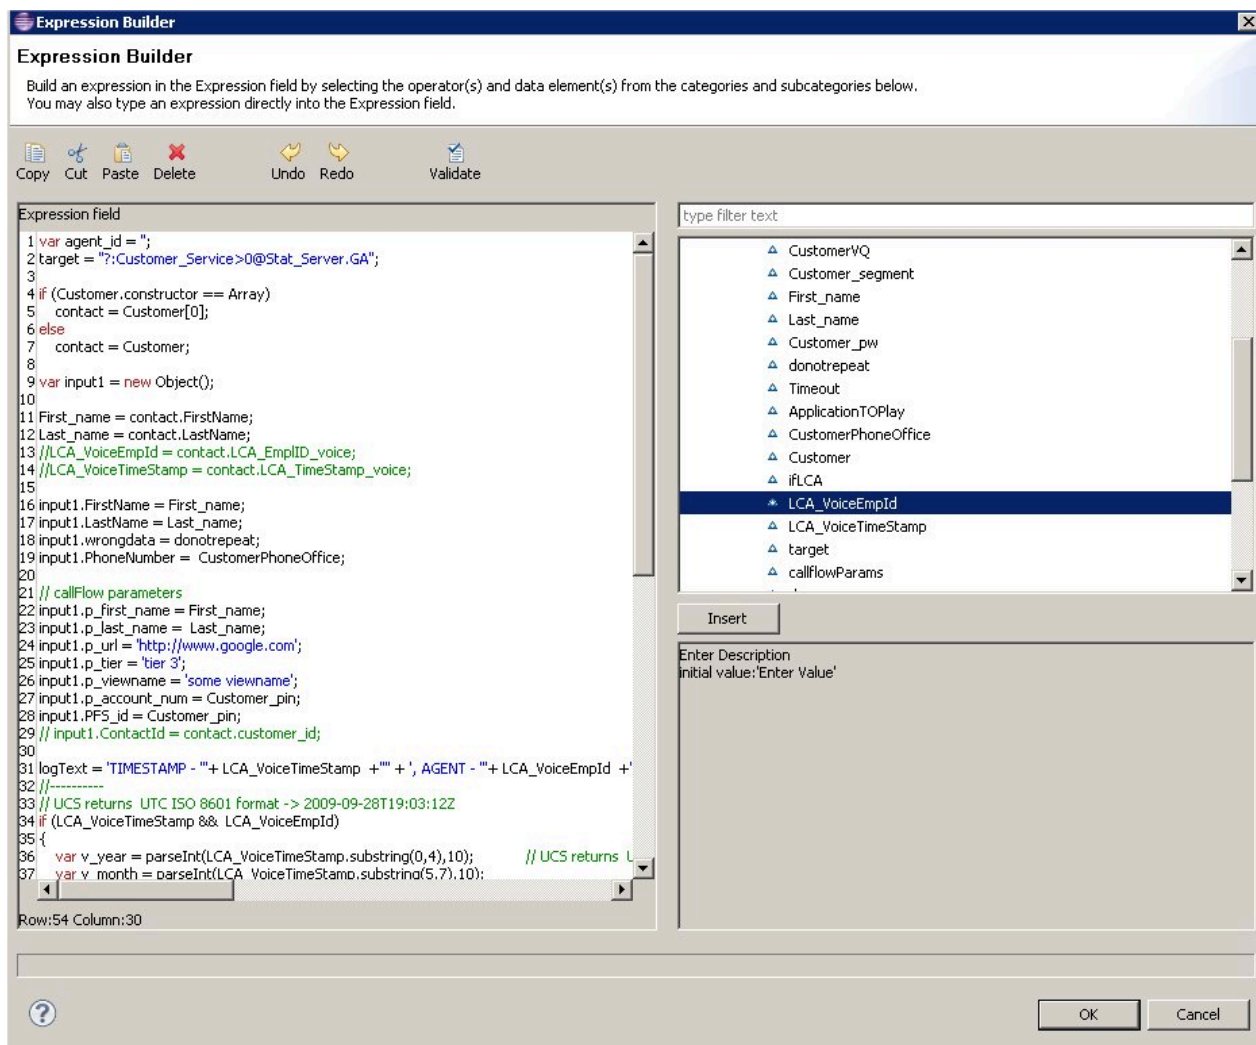 Expression Builder
Expression Builder
Build an expression in the Expression field by selecting the operator(s) and data element(s) from the categories and subcategories below.
You may also type an expression directly into the Expression field.
Copy Cut Paste Delete Undo Redo Validate
Expression field
1 var agent_id = '';
2 target = "?:Customer_Service>0@Stat_Server.GA";
3
4 if (Customer.constructor == Array)
5 contact = Customer[0];
6 else
7 contact = Customer;
8
9 var input1 = new Object();
10
11 First_name = contact.FirstName;
12 Last_name = contact.LastName;
13 //LCA_VoiceEmpId = contact.LCA_EmplID_voice;
14 //LCA_VoiceTimeStamp = contact.LCA_TimeStamp_voice;
15
16 input1.FirstName = First_name;
17 input1.LastName = Last_name;
18 input1.wrongdata = donotrepeat;
19 input1.PhoneNumber = CustomerPhoneOffice;
20
21 // callFlow parameters
22 input1.p_first_name = First_name;
23 input1.p_last_name = Last_name;
24 input1.p_url = 'http://www.google.com';
25 input1.p_tier = 'tier 3';
26 input1.p_viewname = 'some viewname';
27 input1.p_account_num = Customer_pin;
28 input1.PFS_id = Customer_pin;
29 // input1.ContactId = contact.customer_id;
30
31 logText = 'TIMESTAMP - "'+ LCA_VoiceTimeStamp +'"' + ', AGENT - "'+ LCA_VoiceEmpId +'
32 //----------
33 // UCS returns UTC ISO 8601 format -> 2009-09-28T19:03:12Z
34 if (LCA_VoiceTimeStamp && LCA_VoiceEmpId)
35 {
36 var v_year = parseInt(LCA_VoiceTimeStamp.substring(0,4),10); // UCS returns U
37 var v_month = parseInt(LCA_VoiceTimeStamp.substring(5,7),10);
Row:54 Column:30
type filter text
CustomerVQ
Customer_segment
First_name
Last_name
Customer_pw
donotrepeat
Timeout
ApplicationTOPlay
CustomerPhoneOffice
Customer
ifLCA
LCA_VoiceEmpId
LCA_VoiceTimeStamp
target
callflowParams
Insert
Enter Description
initial value:'Enter Value'
?
OK Cancel